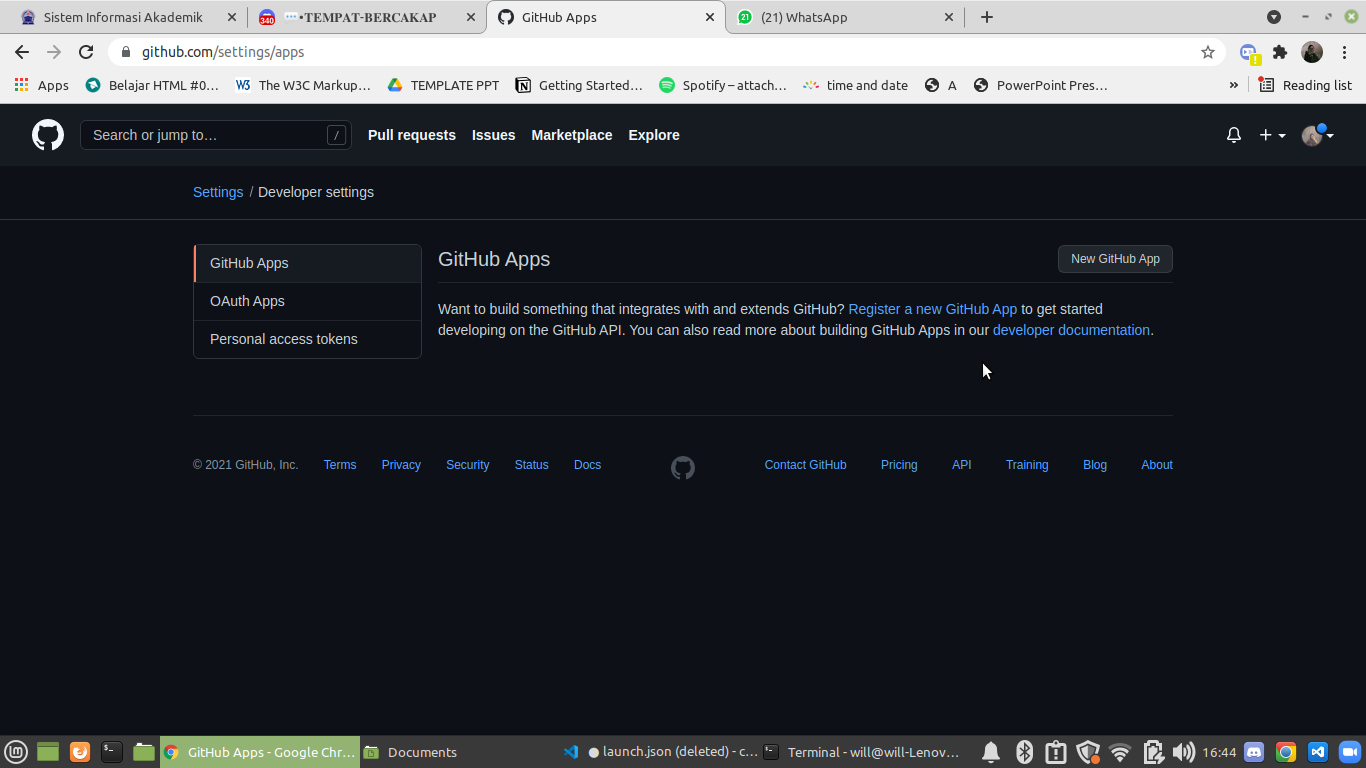 Sistem Informasi Akademik
340
•𝐓𝐄𝐌𝐏𝐀𝐓-𝐁𝐄𝐑𝐂𝐀𝐊𝐀𝐏
GitHub Apps
21
(21) WhatsApp
github.com/settings/apps
Apps
Belajar HTML #0…
W3
The W3C Markup…
TEMPLATE PPT
Getting Started…
Spotify – attach…
time and date
A
PowerPoint Pres…
»
Reading list
Search or jump to…
/
Pull requests
Issues
Marketplace
Explore
Settings / Developer settings
GitHub Apps
OAuth Apps
Personal access tokens
GitHub Apps
New GitHub App
Want to build something that integrates with and extends GitHub? Register a new GitHub App to get started
developing on the GitHub API. You can also read more about building GitHub Apps in our developer documentation.
© 2021 GitHub, Inc.
Terms
Privacy
Security
Status
Docs
Contact GitHub
Pricing
API
Training
Blog
About
GitHub Apps - Google Chr…
Documents
● launch.json (deleted) - c…
Terminal - will@will-Lenov…
16:44